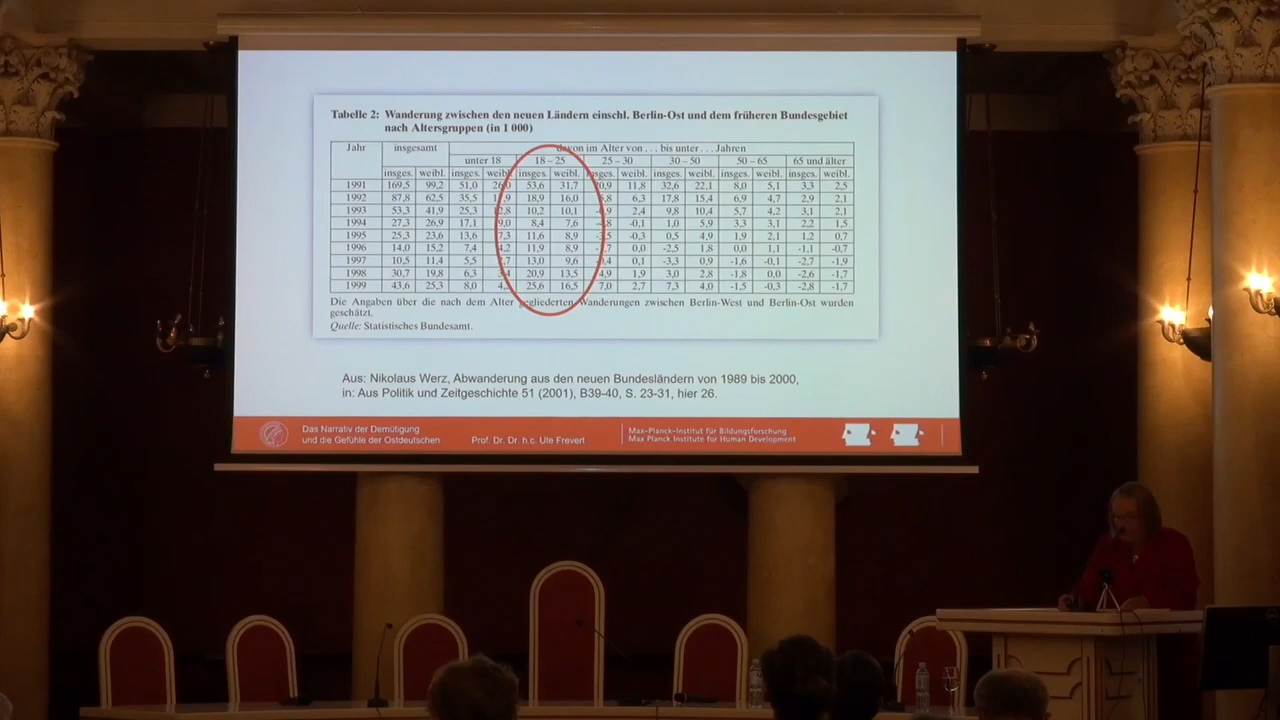 Tabelle 2: Wanderung zwischen den neuen Ländern einschl. Berlin-Ost und dem früheren Bundesgebiet
nach Altersgruppen (in 1 000)
Jahr insgesamt davon im Alter von . . . bis unter . . . Jahren
unter 18 18 – 25 25 – 30 30 – 50 50 – 65 65 und älter
insges. weibl. insges. weibl. insges. weibl. insges. weibl. insges. weibl. insges. weibl. insges. weibl.
1991 169,5 99,2 51,0 53,6 31,7 11,8 32,6 22,1 8,0 5,1 3,3 2,5
1992 87,8 62,5 35,5 18,9 16,0 6,3 17,8 15,4 6,9 4,7 2,9 2,1
1993 53,3 41,9 25,3 10,2 10,1 2,4 9,8 10,4 5,7 4,2 3,1 2,1
1994 27,3 26,9 17,1 9,0 8,4 7,6 -0,1 1,0 5,9 3,3 3,1 2,2 1,5
1995 25,3 23,6 13,6 7,3 11,6 8,9 -0,3 0,5 4,9 1,9 2,1 1,2 0,7
1996 14,0 15,2 7,4 4,2 11,9 8,9 0,0 -2,5 1,8 0,0 1,1 -1,1 -0,7
1997 10,5 11,4 5,5 13,0 9,6 0,1 -3,3 0,9 -1,6 -0,1 -2,7 -1,9
1998 30,7 19,8 6,3 20,9 13,5 4,9 1,9 3,0 2,8 -1,8 0,0 -2,6 -1,7
1999 43,6 25,3 8,0 25,6 16,5 7,0 2,7 7,3 4,0 -1,5 -0,3 -2,8 -1,7
Die Angaben über die nach dem Alter gegliederten Wanderungen zwischen Berlin-West und Berlin-Ost wurden
geschätzt.
Quelle: Statistisches Bundesamt.
Aus: Nikolaus Werz, Abwanderung aus den neuen Bundesländern von 1989 bis 2000,
in: Aus Politik und Zeitgeschichte 51 (2001), B39-40, S. 23-31, hier 26.
Das Narrativ der Demütigung
und die Gefühle der Ostdeutschen
Prof. Dr. Dr. h.c. Ute Frevert
Max-Planck-Institut für Bildungsforschung
Max Planck Institute for Human Development